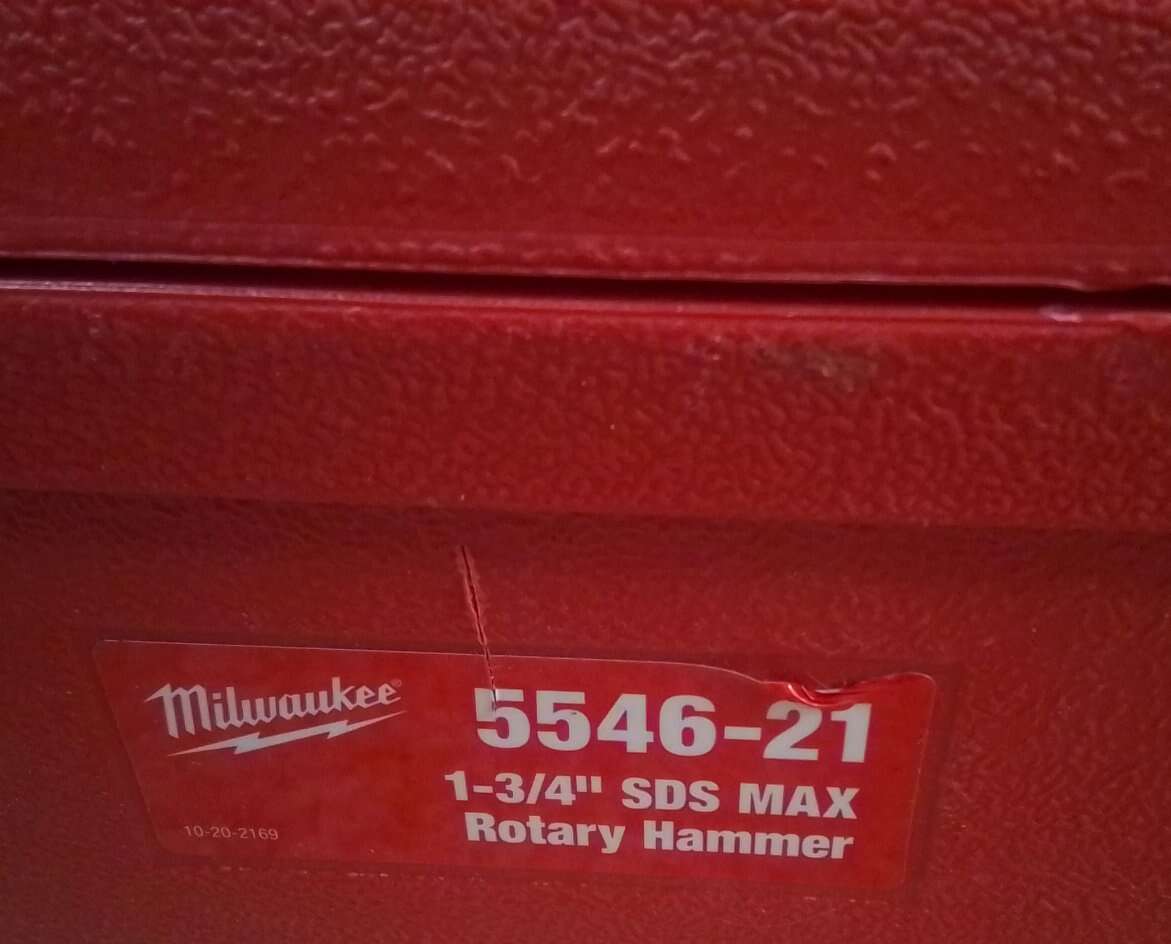 Milwaukee®
5546-21
1-3/4" SDS MAX
Rotary Hammer
10-20-2169